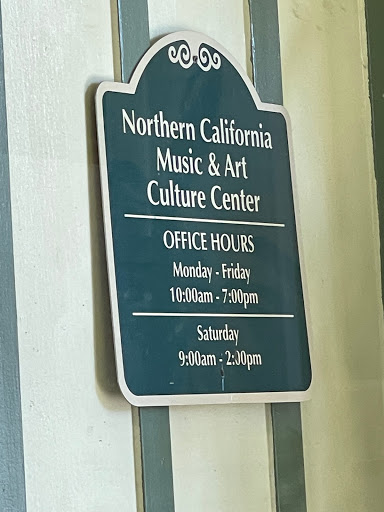 Northern California
Music & Art
Culture Center
OFFICE HOURS
Monday - Friday
10:00am - 7:00pm
Saturday
9:00am - 2:00pm